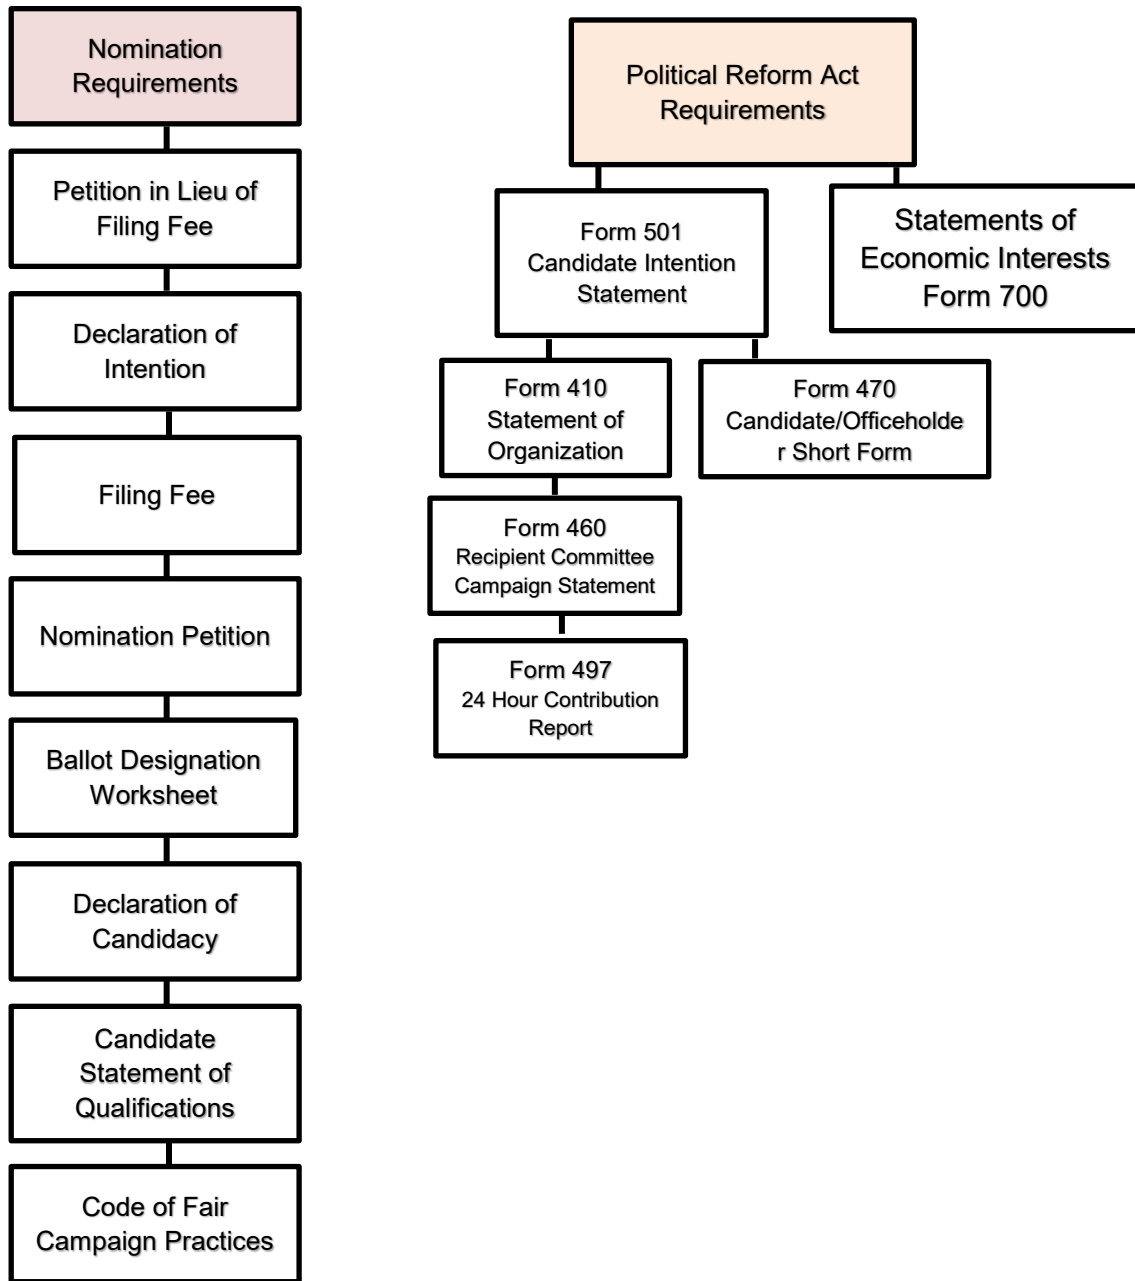 Nomination
Requirements
Petition in Lieu of
Filing Fee
Declaration of
Intention
Filing Fee
Nomination Petition
Ballot Designation
Worksheet
Declaration of
Candidacy
Candidate
Statement of
Qualifications
Code of Fair
Campaign Practices
Political Reform Act
Requirements
Form 501
Candidate Intention
Statement
Statements of
Economic Interests
Form 700
Form 410
Statement of
Organization
Form 470
Candidate/Officeholde
r Short Form
Form 460
Recipient Committee
Campaign Statement
Form 497
24 Hour Contribution
Report